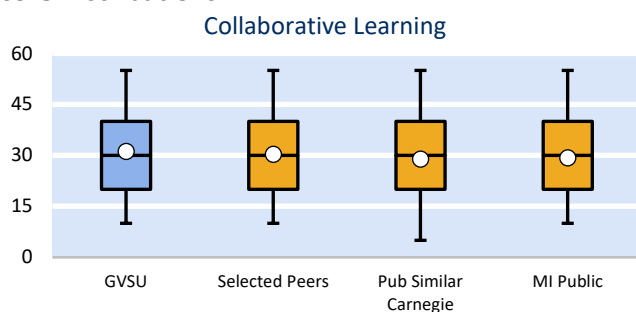 Collaborative Learning
60
45
30
15
0
GVSU
Selected Peers
Pub Similar
Carnegie
MI Public